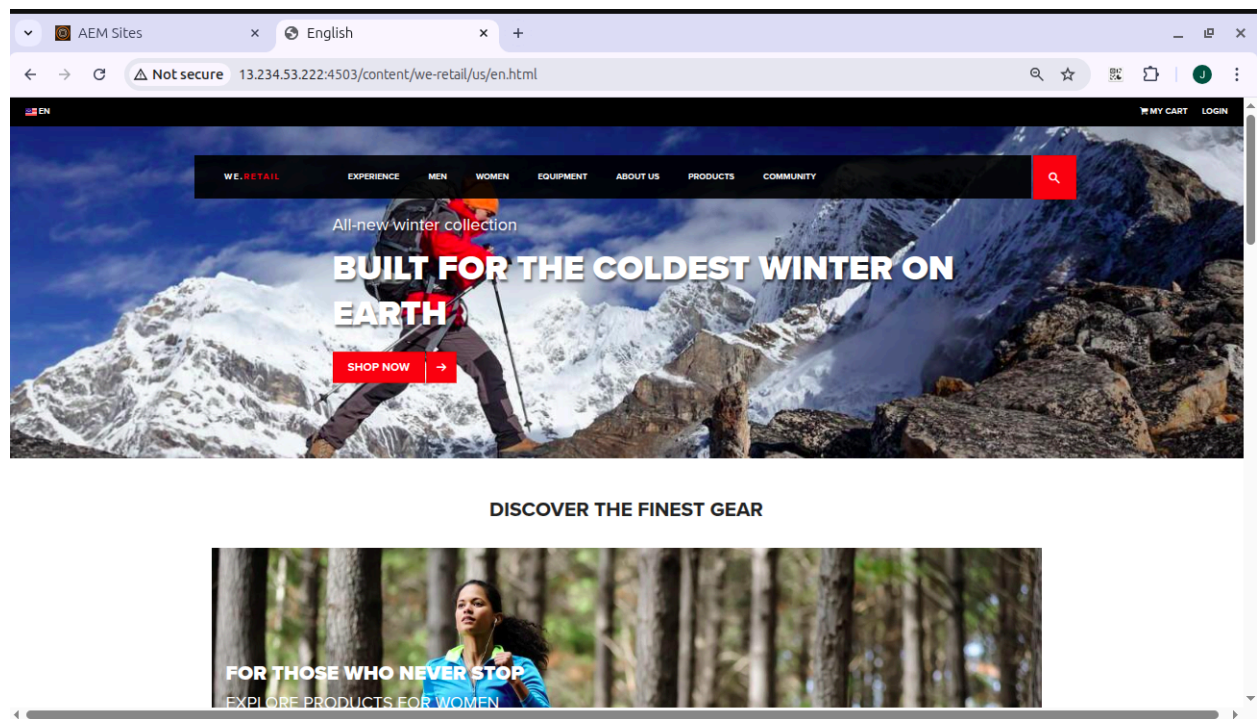 AEM Sites
English
Not secure 13.234.53.222:4503/content/we-retail/us/en.html
J
EN
MY CART LOGIN
WE.RETAIL EXPERIENCE MEN WOMEN EQUIPMENT ABOUT US PRODUCTS COMMUNITY
All-new winter collection
BUILT FOR THE COLDEST WINTER ON
EARTH
SHOP NOW
DISCOVER THE FINEST GEAR
FOR THOSE WHO NEVER STOP
EXPLORE PRODUCTS FOR WOMEN